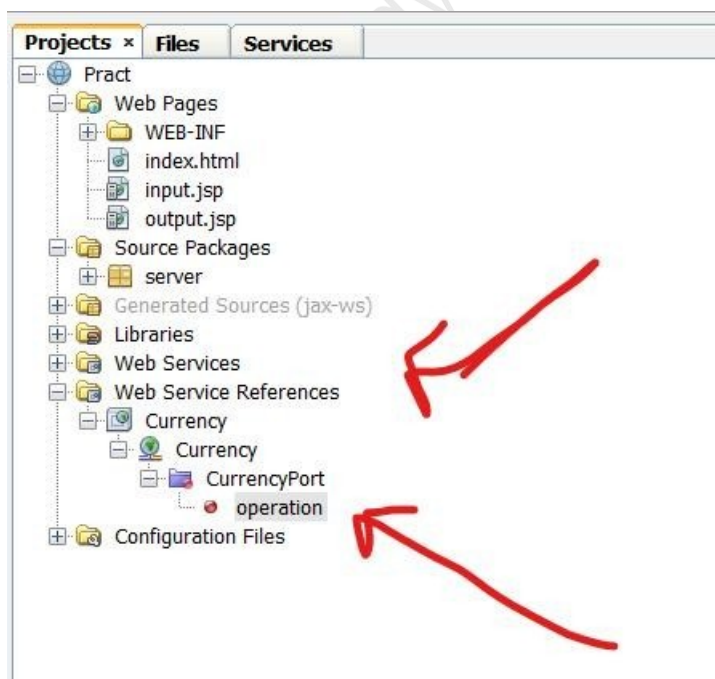 Projects × Files Services
Pract
Web Pages
WEB-INF
index.html
input.jsp
output.jsp
Source Packages
server
Generated Sources (jax-ws)
Libraries
Web Services
Web Service References
Currency
Currency
CurrencyPort
operation
Configuration Files